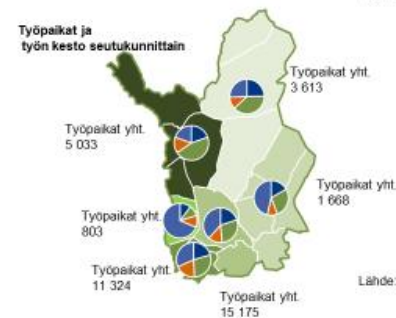 Työpaikat ja
työn kesto seutukunnittain
Työpaikat yht.
3 613
Työpaikat yht.
5 033
Työpaikat yht.
1 668
Työpaikat yht.
803
Työpaikat yht.
11 324
Työpaikat yht.
15 175
Lähde: